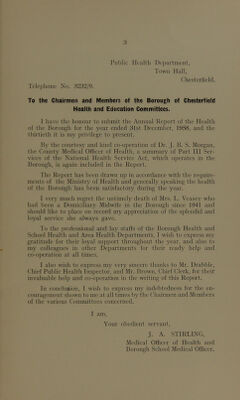 3
Public Health Department,
Town Hall,
Chesterfield.
Telephone No. 3232/9.
To the Chairmen and Members of the Borough of Chesterfield
Health and Education Committees.
I have the honour to submit the Annual Report of the Health
of the Borough for the year ended 31st December, 1958, and the
thirtieth it is my privilege to present.
By the courtesy and kind co-operation of Dr. J. B. S. Morgan,
the County Medical Officer of Health, a summary of Part III Ser-
vices of the National Health Service Act, which operates in the
Borough, is again included in the Report.
The Report has been drawn up in accordance with the require-
ments of the Ministry of Health and generally speaking the health
of the Borough has been satisfactory during the year.
I very much regret the untimely death of Mrs. L. Veasey who
had been a Domiciliary Midwife in the Borough since 1941 and
should like to place on record my appreciation of the splendid and
loyal service she always gave.
To the professional and lay staffs of the Borough Health and
School Health and Area Health Departments, I wish to express my
gratitude for their loyal support throughout the year, and also to
my colleagues in other Departments for their ready help and
co-operation at all times.
I also wish to express my very sincere thanks to Mr. Drabble,
Chief Public Health Inspector, and Mr. Brown, Chief Clerk, for their
invaluable help and co-operation in the writing of this Report.
In conclusion, I wish to express my indebtedness for the en-
couragement shown to me at all times by the Chairmen and Members
of the various Committees concerned.
I am,
Your obedient servant,
J. A. STIRLING,
Medical Officer of Health and
Borough School Medical Officer.